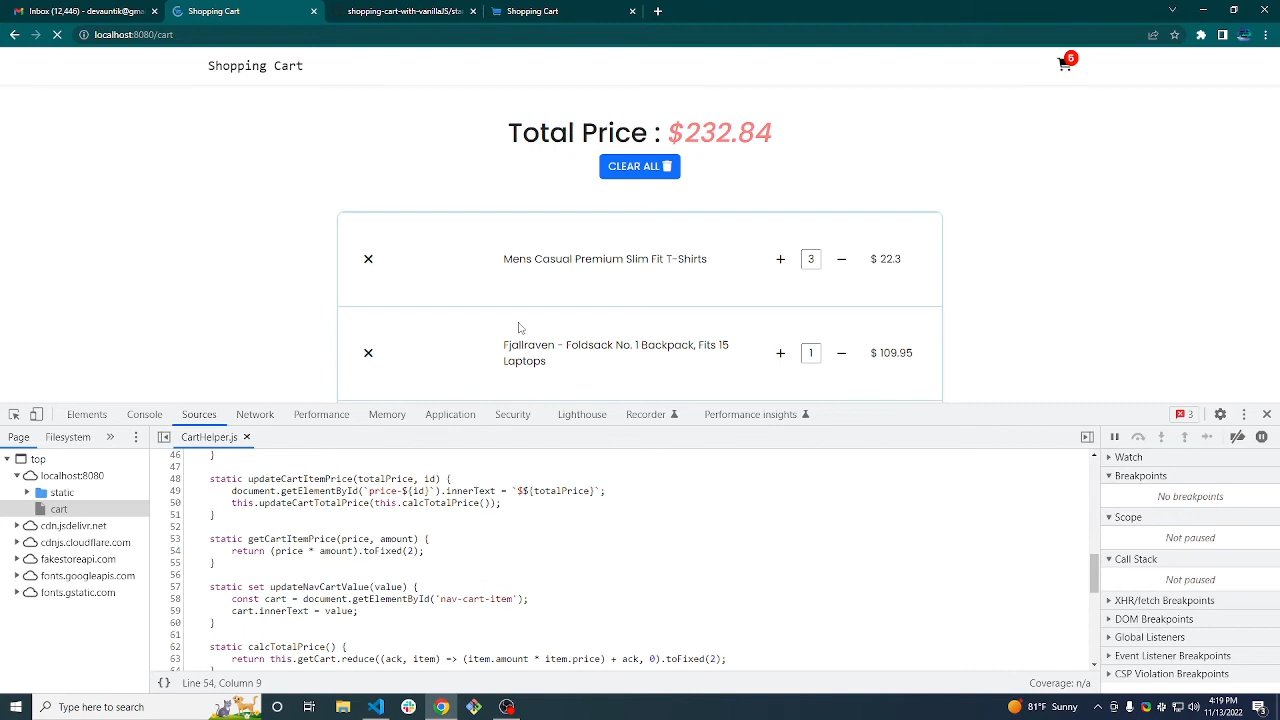 Inbox (12,446) - devauntik@gma
Shopping Cart
shopping-cart-with-vanillaJS/sta
Shopping Cart
localhost:8080/cart
Shopping Cart
5
Total Price : $232.84
CLEAR ALL
Mens Casual Premium Slim Fit T-Shirts
3
$ 22.3
Fjallraven - Foldsack No. 1 Backpack, Fits 15
Laptops
1
$ 109.95
Elements Console Sources Network Performance Memory Application Security Lighthouse Recorder Performance insights 3
Page Filesystem CartHelper.js
top
localhost:8080
static
cart
cdn.jsdelivr.net
cdnjs.cloudflare.com
fakestoreapi.com
fonts.googleapis.com
fonts.gstatic.com
46 }
47
48 static updateCartItemPrice(totalPrice, id) {
49 document.getElementById(`price-${id}`).innerText = `$${totalPrice}`;
50 this.updateCartTotalPrice(this.calcTotalPrice());
51 }
52
53 static getCartItemPrice(price, amount) {
54 return (price * amount).toFixed(2);
55 }
56
57 static set updateNavCartValue(value) {
58 const cart = document.getElementById('nav-cart-item');
59 cart.innerText = value;
60 }
61
62 static calcTotalPrice() {
63 return this.getCart.reduce((ack, item) => (item.amount * item.price) + ack, 0).toFixed(2);
{} Line 54, Column 9
Coverage: n/a
Watch
Breakpoints
No breakpoints
Scope
Not paused
Call Stack
Not paused
XHR/fetch Breakpoints
DOM Breakpoints
Global Listeners
Event Listener Breakpoints
CSP Violation Breakpoints
Type here to search
81°F Sunny
4:19 PM
11/13/2022